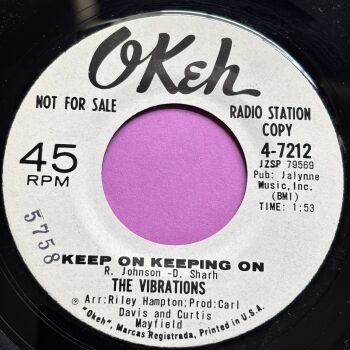 OKeh
NOT FOR SALE
RADIO STATION
COPY
45
RPM
4-7212
JZSP 79569
Pub: Jalynne
Music, Inc.
(BMI)
TIME: 1:53
5758
KEEP ON KEEPING ON
R. Johnson -D. Sharh
THE VIBRATIONS
℗ Arr: Riley Hampton; Prod: Carl
Davis and Curtis
Mayfield
"Okeh", Marcas Registrada, Printed in U.S.A.